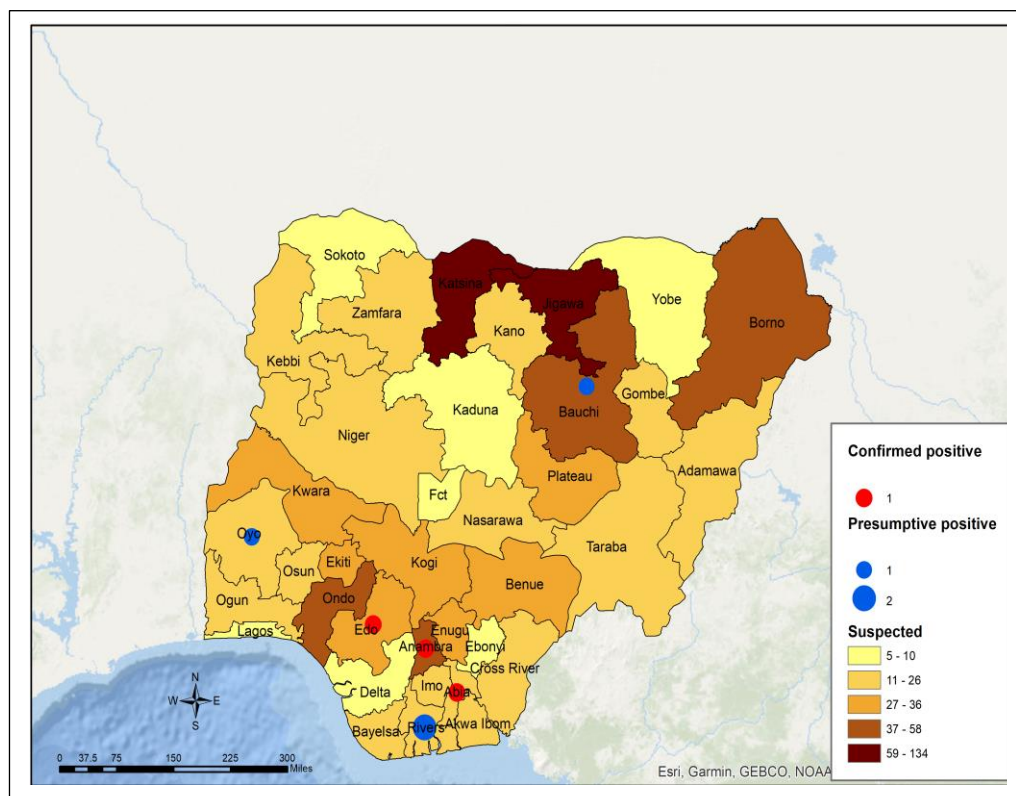 Sokoto
Katsina
Jigawa
Yobe
Borno
Zamfara
Kano
Kebbi
Kaduna
Bauchi
Gombe
Niger
Adamawa
Plateau
Fct
Kwara
Nasarawa
Taraba
Oyo
Osun
Ekiti
Kogi
Benue
Ogun
Ondo
Lagos
Edo
Enugu
Anambra
Ebonyi
Cross River
Delta
Imo
Abia
Bayelsa
Rivers
Akwa Ibom
Confirmed positive
1
Presumptive positive
1
2
Suspected
5 - 10
11 - 26
27 - 36
37 - 58
59 - 134
N
W E
S
0 37.5 75 150 225 300
Miles
Esri, Garmin, GEBCO, NOAA